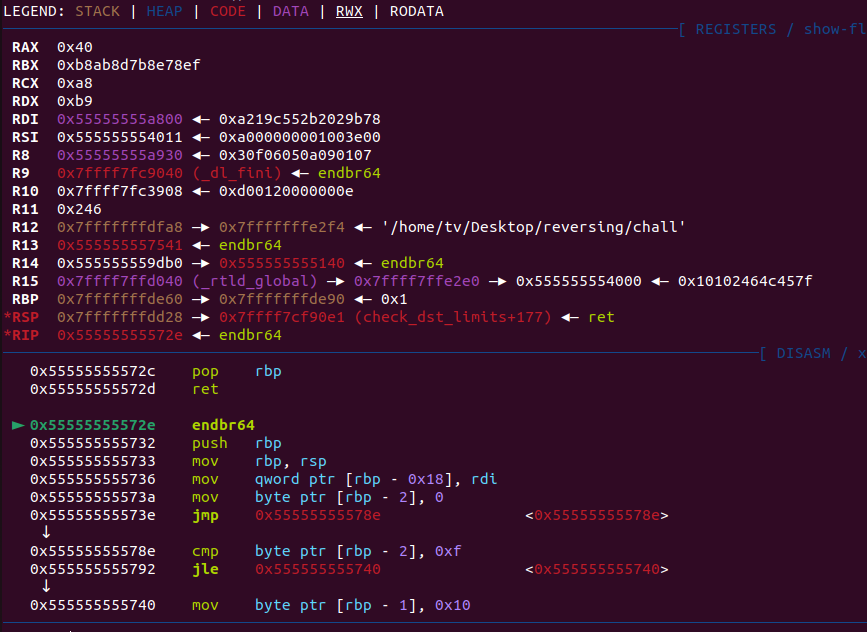 LEGEND: STACK | HEAP | CODE | DATA | RWX | RODATA
[ REGISTERS / show-fl
RAX 0x40
RBX 0xb8ab8d7b8e78ef
RCX 0xa8
RDX 0xb9
RDI 0x55555555a800 ◂— 0xa219c552b2029b78
RSI 0x555555554011 ◂— 0xa000000001003e00
R8 0x55555555a930 ◂— 0x30f06050a090107
R9 0x7ffff7fc9040 (_dl_fini) ◂— endbr64
R10 0x7ffff7fc3908 ◂— 0xd00120000000e
R11 0x246
R12 0x7fffffffdfa8 —▸ 0x7fffffffe2f4 ◂— '/home/tv/Desktop/reversing/chall'
R13 0x555555557541 ◂— endbr64
R14 0x555555559db0 —▸ 0x555555555140 ◂— endbr64
R15 0x7ffff7ffd040 (_rtld_global) —▸ 0x7ffff7ffe2e0 —▸ 0x555555554000 ◂— 0x10102464c457f
RBP 0x7fffffffde60 —▸ 0x7fffffffde90 ◂— 0x1
*RSP 0x7fffffffdd28 —▸ 0x7ffff7cf90e1 (check_dst_limits+177) ◂— ret
*RIP 0x55555555572e ◂— endbr64
[ DISASM / x
0x55555555572c pop rbp
0x55555555572d ret
► 0x55555555572e endbr64
0x555555555732 push rbp
0x555555555733 mov rbp, rsp
0x555555555736 mov qword ptr [rbp - 0x18], rdi
0x55555555573a mov byte ptr [rbp - 2], 0
0x55555555573e jmp 0x55555555578e <0x55555555578e>
↓
0x55555555578e cmp byte ptr [rbp - 2], 0xf
0x555555555792 jle 0x555555555740 <0x555555555740>
↓
0x555555555740 mov byte ptr [rbp - 1], 0x10